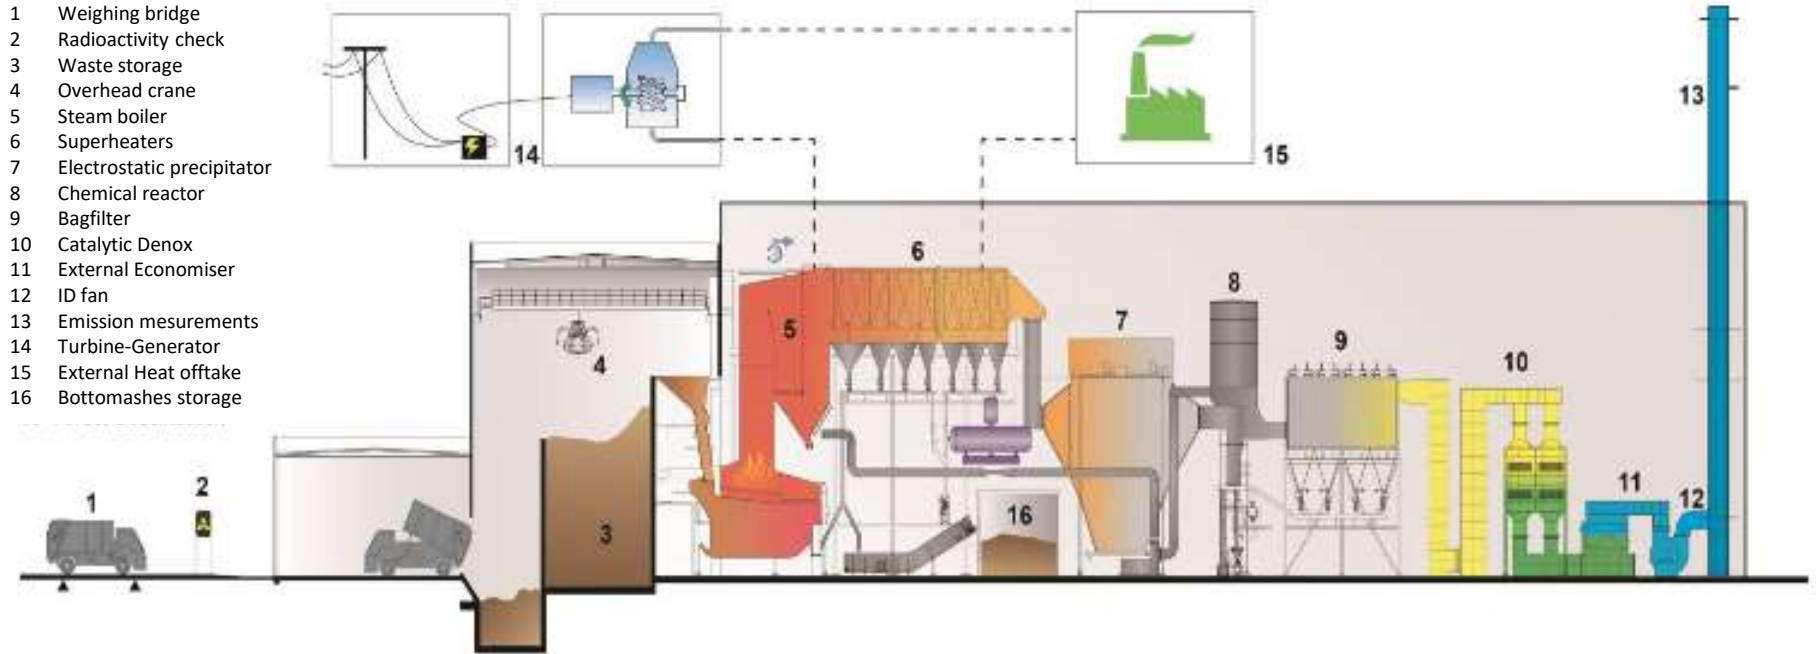 1 Weighing bridge
2 Radioactivity check
3 Waste storage
4 Overhead crane
5 Steam boiler
6 Superheaters
7 Electrostatic precipitator
8 Chemical reactor
9 Bagfilter
10 Catalytic Denox
11 External Economiser
12 ID fan
13 Emission mesurements
14 Turbine-Generator
15 External Heat offtake
16 Bottomashes storage
13
14
15
6
8
5
7
9
4
10
1
2
3
16
11
12